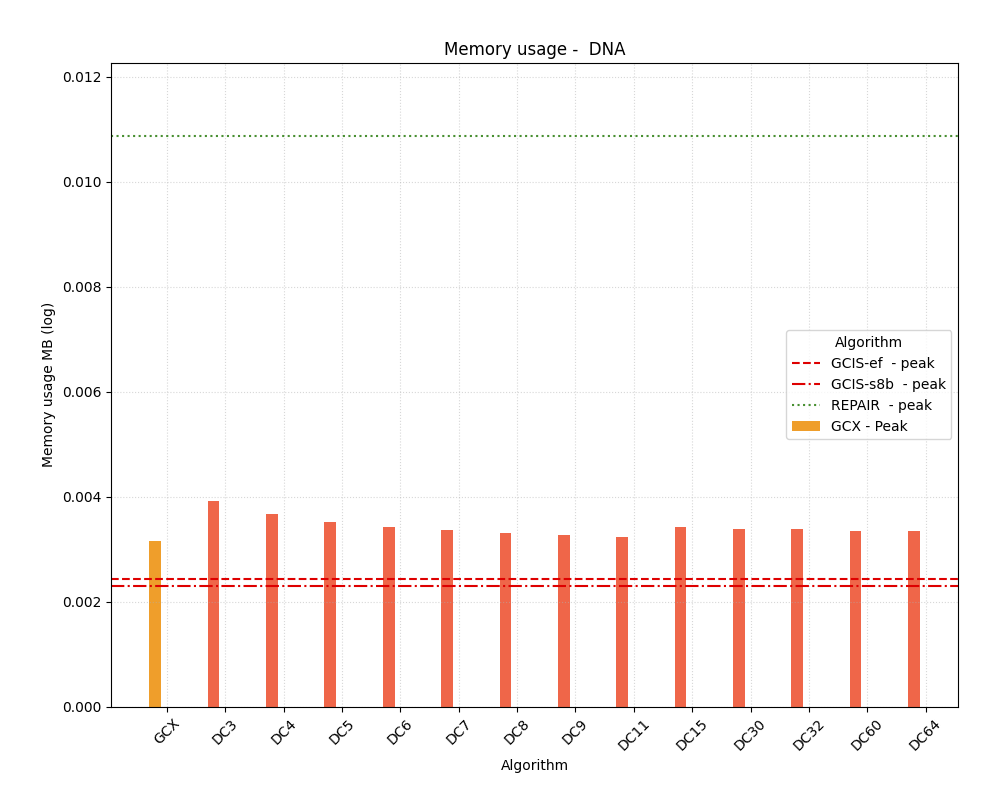 Memory usage -  DNA
Memory usage MB (log)
0.012
0.010
0.008
0.006
0.004
0.002
0.000
Algorithm
GCIS-ef  - peak
GCIS-s8b  - peak
REPAIR  - peak
GCX - Peak
GCX
DC3
DC4
DC5
DC6
DC7
DC8
DC9
DC11
DC15
DC30
DC32
DC60
DC64
Algorithm